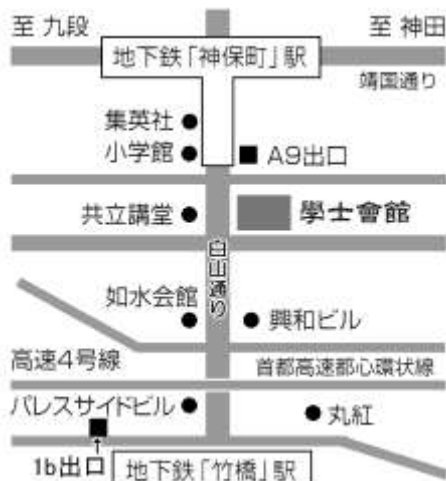 至 九段
至 神田
地下鉄「神保町」駅
靖国通り
集英社
小学館
A9出口
共立講堂
學士會館
白山通り
如水会館
興和ビル
高速4号線
首都高速都心環状線
パレスサイドビル
丸紅
1b出口
地下鉄「竹橋」駅